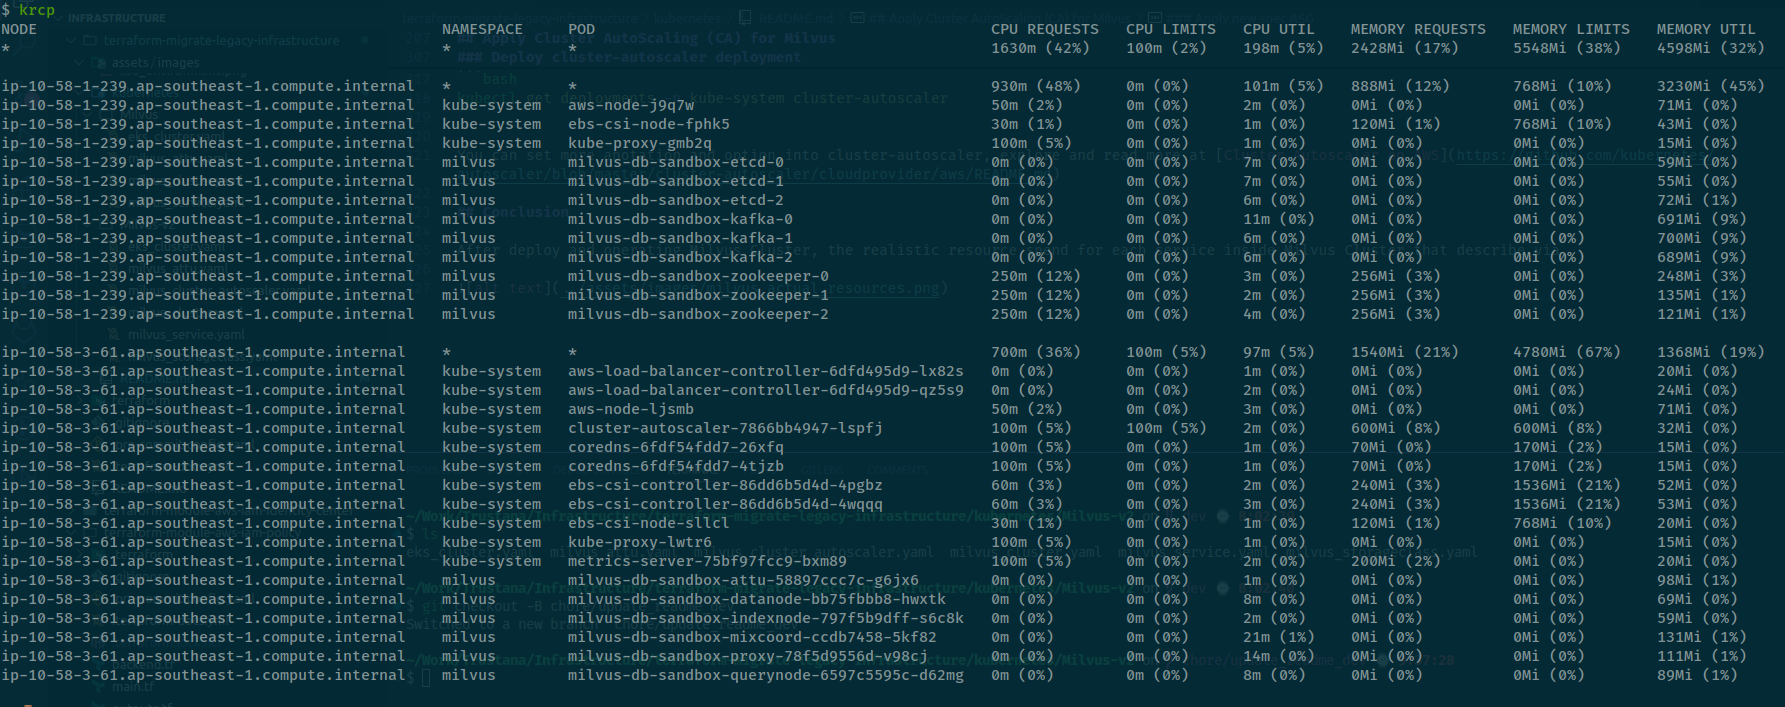 $ krcp
NODE NAMESPACE POD CPU REQUESTS CPU LIMITS CPU UTIL MEMORY REQUESTS MEMORY LIMITS MEMORY UTIL
* * * 1630m (42%) 100m (2%) 198m (5%) 2428Mi (17%) 5548Mi (38%) 4598Mi (32%)
ip-10-58-1-239.ap-southeast-1.compute.internal * * 930m (48%) 0m (0%) 101m (5%) 888Mi (12%) 768Mi (10%) 3230Mi (45%)
ip-10-58-1-239.ap-southeast-1.compute.internal kube-system aws-node-j9q7w 50m (2%) 0m (0%) 2m (0%) 0Mi (0%) 0Mi (0%) 71Mi (0%)
ip-10-58-1-239.ap-southeast-1.compute.internal kube-system ebs-csi-node-fphk5 30m (1%) 0m (0%) 1m (0%) 120Mi (1%) 768Mi (10%) 43Mi (0%)
ip-10-58-1-239.ap-southeast-1.compute.internal kube-system kube-proxy-gmb2q 100m (5%) 0m (0%) 1m (0%) 0Mi (0%) 0Mi (0%) 15Mi (0%)
ip-10-58-1-239.ap-southeast-1.compute.internal milvus milvus-db-sandbox-etcd-0 0m (0%) 0m (0%) 7m (0%) 0Mi (0%) 0Mi (0%) 59Mi (0%)
ip-10-58-1-239.ap-southeast-1.compute.internal milvus milvus-db-sandbox-etcd-1 0m (0%) 0m (0%) 7m (0%) 0Mi (0%) 0Mi (0%) 55Mi (0%)
ip-10-58-1-239.ap-southeast-1.compute.internal milvus milvus-db-sandbox-etcd-2 0m (0%) 0m (0%) 6m (0%) 0Mi (0%) 0Mi (0%) 72Mi (1%)
ip-10-58-1-239.ap-southeast-1.compute.internal milvus milvus-db-sandbox-kafka-0 0m (0%) 0m (0%) 11m (0%) 0Mi (0%) 0Mi (0%) 691Mi (9%)
ip-10-58-1-239.ap-southeast-1.compute.internal milvus milvus-db-sandbox-kafka-1 0m (0%) 0m (0%) 6m (0%) 0Mi (0%) 0Mi (0%) 700Mi (9%)
ip-10-58-1-239.ap-southeast-1.compute.internal milvus milvus-db-sandbox-kafka-2 0m (0%) 0m (0%) 6m (0%) 0Mi (0%) 0Mi (0%) 689Mi (9%)
ip-10-58-1-239.ap-southeast-1.compute.internal milvus milvus-db-sandbox-zookeeper-0 250m (12%) 0m (0%) 3m (0%) 256Mi (3%) 0Mi (0%) 248Mi (3%)
ip-10-58-1-239.ap-southeast-1.compute.internal milvus milvus-db-sandbox-zookeeper-1 250m (12%) 0m (0%) 2m (0%) 256Mi (3%) 0Mi (0%) 135Mi (1%)
ip-10-58-1-239.ap-southeast-1.compute.internal milvus milvus-db-sandbox-zookeeper-2 250m (12%) 0m (0%) 4m (0%) 256Mi (3%) 0Mi (0%) 121Mi (1%)
ip-10-58-3-61.ap-southeast-1.compute.internal * * 700m (36%) 100m (5%) 97m (5%) 1540Mi (21%) 4780Mi (67%) 1368Mi (19%)
ip-10-58-3-61.ap-southeast-1.compute.internal kube-system aws-load-balancer-controller-6dfd495d9-lx82s 0m (0%) 0m (0%) 1m (0%) 0Mi (0%) 0Mi (0%) 20Mi (0%)
ip-10-58-3-61.ap-southeast-1.compute.internal kube-system aws-load-balancer-controller-6dfd495d9-qz5s9 0m (0%) 0m (0%) 2m (0%) 0Mi (0%) 0Mi (0%) 24Mi (0%)
ip-10-58-3-61.ap-southeast-1.compute.internal kube-system aws-node-ljsmb 50m (2%) 0m (0%) 3m (0%) 0Mi (0%) 0Mi (0%) 71Mi (0%)
ip-10-58-3-61.ap-southeast-1.compute.internal kube-system cluster-autoscaler-7866bb4947-lspfj 100m (5%) 100m (5%) 2m (0%) 600Mi (8%) 600Mi (8%) 32Mi (0%)
ip-10-58-3-61.ap-southeast-1.compute.internal kube-system coredns-6fdf54fdd7-26xfq 100m (5%) 0m (0%) 1m (0%) 70Mi (0%) 170Mi (2%) 15Mi (0%)
ip-10-58-3-61.ap-southeast-1.compute.internal kube-system coredns-6fdf54fdd7-4tjzb 100m (5%) 0m (0%) 1m (0%) 70Mi (0%) 170Mi (2%) 15Mi (0%)
ip-10-58-3-61.ap-southeast-1.compute.internal kube-system ebs-csi-controller-86dd6b5d4d-4pgbz 60m (3%) 0m (0%) 2m (0%) 240Mi (3%) 1536Mi (21%) 52Mi (0%)
ip-10-58-3-61.ap-southeast-1.compute.internal kube-system ebs-csi-controller-86dd6b5d4d-4wqqq 60m (3%) 0m (0%) 3m (0%) 240Mi (3%) 1536Mi (21%) 53Mi (0%)
ip-10-58-3-61.ap-southeast-1.compute.internal kube-system ebs-csi-node-sllcl 30m (1%) 0m (0%) 1m (0%) 120Mi (1%) 768Mi (10%) 20Mi (0%)
ip-10-58-3-61.ap-southeast-1.compute.internal kube-system kube-proxy-lwtr6 100m (5%) 0m (0%) 1m (0%) 0Mi (0%) 0Mi (0%) 15Mi (0%)
ip-10-58-3-61.ap-southeast-1.compute.internal kube-system metrics-server-75bf97fcc9-bxm89 100m (5%) 0m (0%) 2m (0%) 200Mi (2%) 0Mi (0%) 20Mi (0%)
ip-10-58-3-61.ap-southeast-1.compute.internal milvus milvus-db-sandbox-attu-58897ccc7c-g6jx6 0m (0%) 0m (0%) 1m (0%) 0Mi (0%) 0Mi (0%) 98Mi (1%)
ip-10-58-3-61.ap-southeast-1.compute.internal milvus milvus-db-sandbox-datanode-bb75fbbb8-hwxtk 0m (0%) 0m (0%) 8m (0%) 0Mi (0%) 0Mi (0%) 69Mi (0%)
ip-10-58-3-61.ap-southeast-1.compute.internal milvus milvus-db-sandbox-indexnode-797f5b9dff-s6c8k 0m (0%) 0m (0%) 2m (0%) 0Mi (0%) 0Mi (0%) 59Mi (0%)
ip-10-58-3-61.ap-southeast-1.compute.internal milvus milvus-db-sandbox-mixcoord-ccdb7458-5kf82 0m (0%) 0m (0%) 21m (1%) 0Mi (0%) 0Mi (0%) 131Mi (1%)
ip-10-58-3-61.ap-southeast-1.compute.internal milvus milvus-db-sandbox-proxy-78f5d9556d-v98cj 0m (0%) 0m (0%) 14m (0%) 0Mi (0%) 0Mi (0%) 111Mi (1%)
ip-10-58-3-61.ap-southeast-1.compute.internal milvus milvus-db-sandbox-querynode-6597c5595c-d62mg 0m (0%) 0m (0%) 8m (0%) 0Mi (0%) 0Mi (0%) 89Mi (1%)